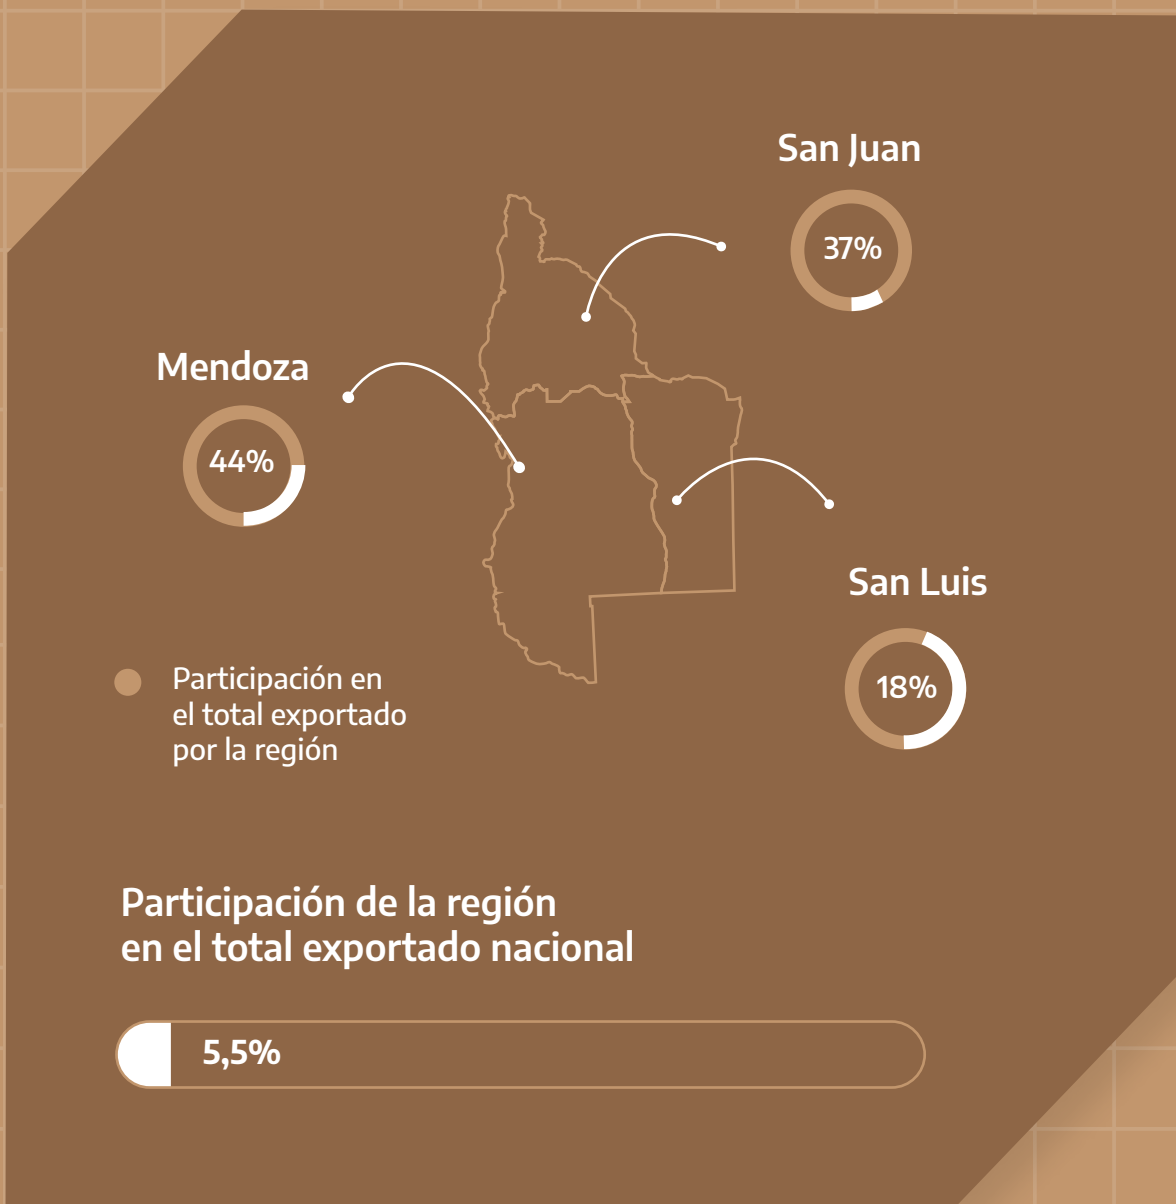 San Juan
37%
Mendoza
44%
San Luis
18%
Participación en
el total exportado
por la región
Participación de la región
en el total exportado nacional
5,5%